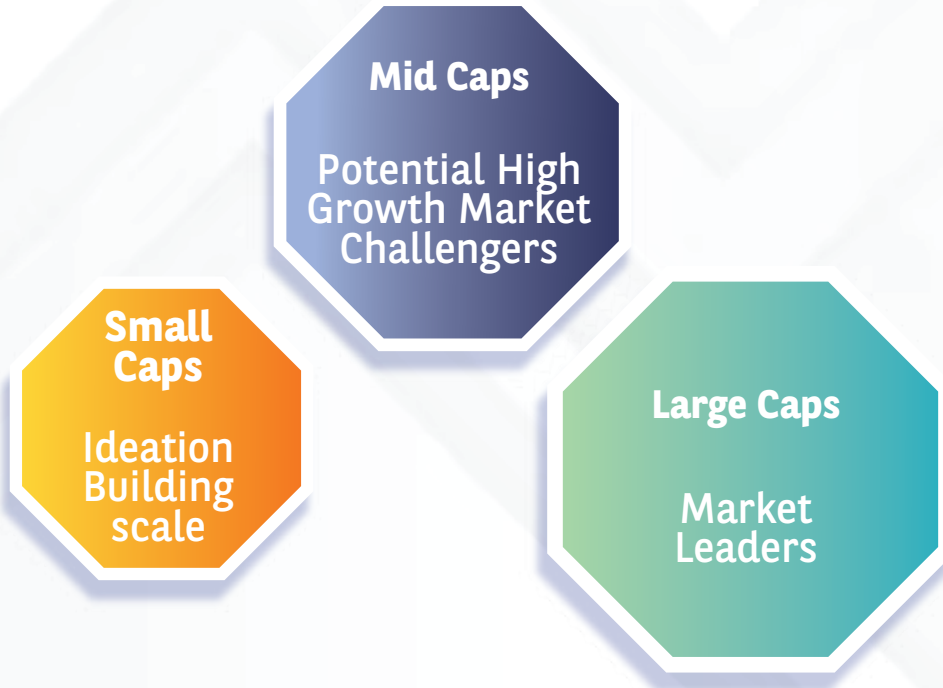 Mid Caps
Potential High
Growth Market
Challengers
Small
Caps
Ideation
Building
scale
Large Caps
Market
Leaders